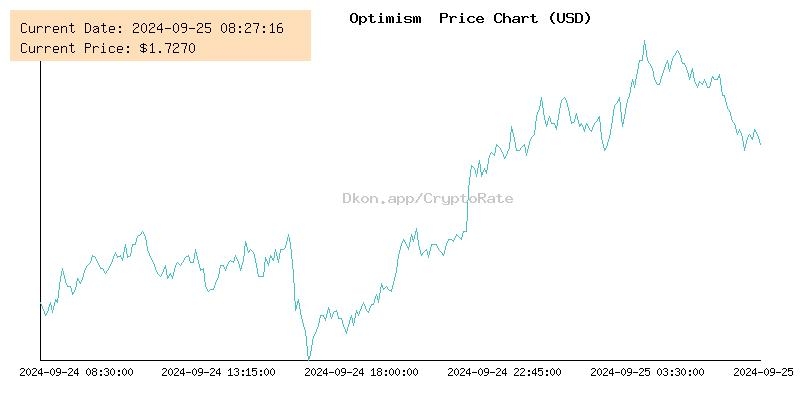 Optimism  Price Chart (USD)
Current Date: 2024-09-25 08:27:16
Current Price: $1.7270
Dkon.app/CryptoRate
2024-09-24 08:30:00 2024-09-24 13:15:00 2024-09-24 18:00:00 2024-09-24 22:45:00 2024-09-25 03:30:00 2024-09-25